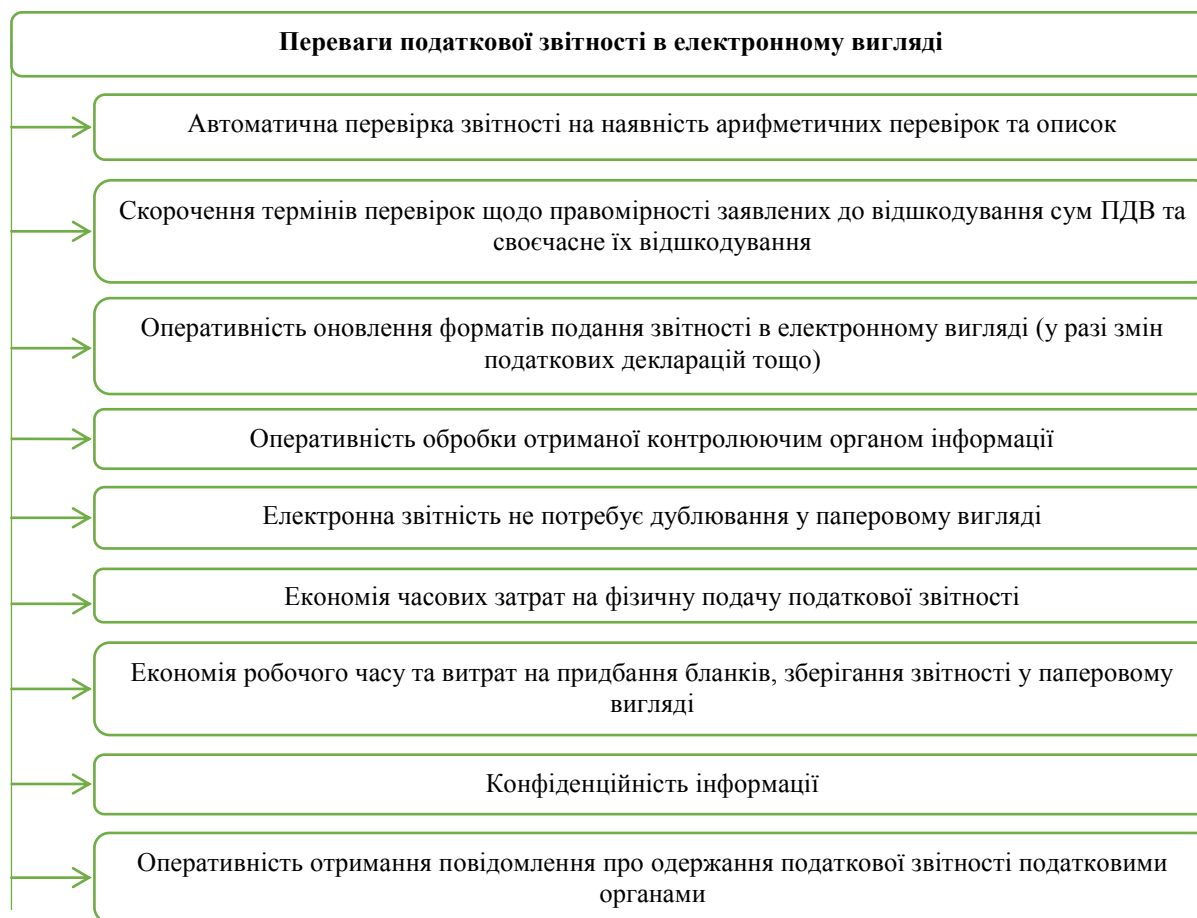 Переваги податкової звітності в електронному вигляді
Автоматична перевірка звітності на наявність арифметичних перевірок та описок
Скорочення термінів перевірок щодо правомірності заявлених до відшкодування сум ПДВ та
своєчасне їх відшкодування
Оперативність оновлення форматів подання звітності в електронному вигляді (у разі змін
податкових декларацій тощо)
Оперативність обробки отриманої контролюючим органом інформації
Електронна звітність не потребує дублювання у паперовому вигляді
Економія часових затрат на фізичну подачу податкової звітності
Економія робочого часу та витрат на придбання бланків, зберігання звітності у паперовому
вигляді
Конфіденційність інформації
Оперативність отримання повідомлення про одержання податкової звітності податковими
органами